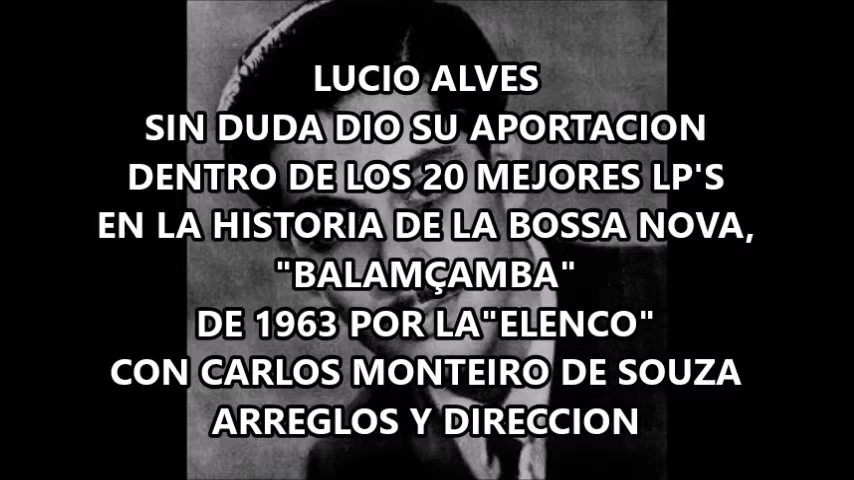 LUCIO ALVES
SIN DUDA DIO SU APORTACION
DENTRO DE LOS 20 MEJORES LP'S
EN LA HISTORIA DE LA BOSSA NOVA,
"BALAMÇAMBA"
DE 1963 POR LA"ELENCO"
CON CARLOS MONTEIRO DE SOUZA
ARREGLOS Y DIRECCION